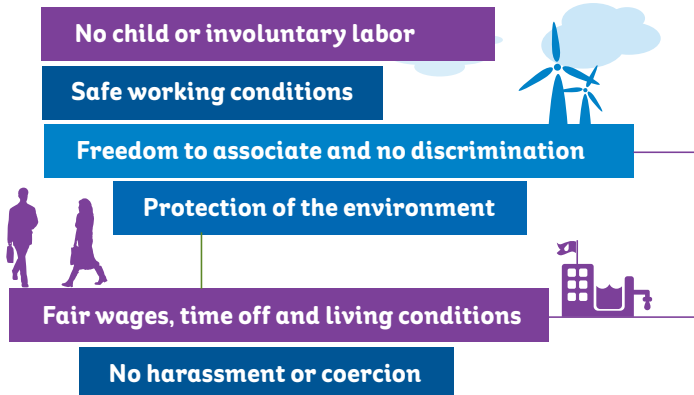 No child or involuntary labor
Safe working conditions
Freedom to associate and no discrimination
Protection of the environment
Fair wages, time off and living conditions
No harassment or coercion